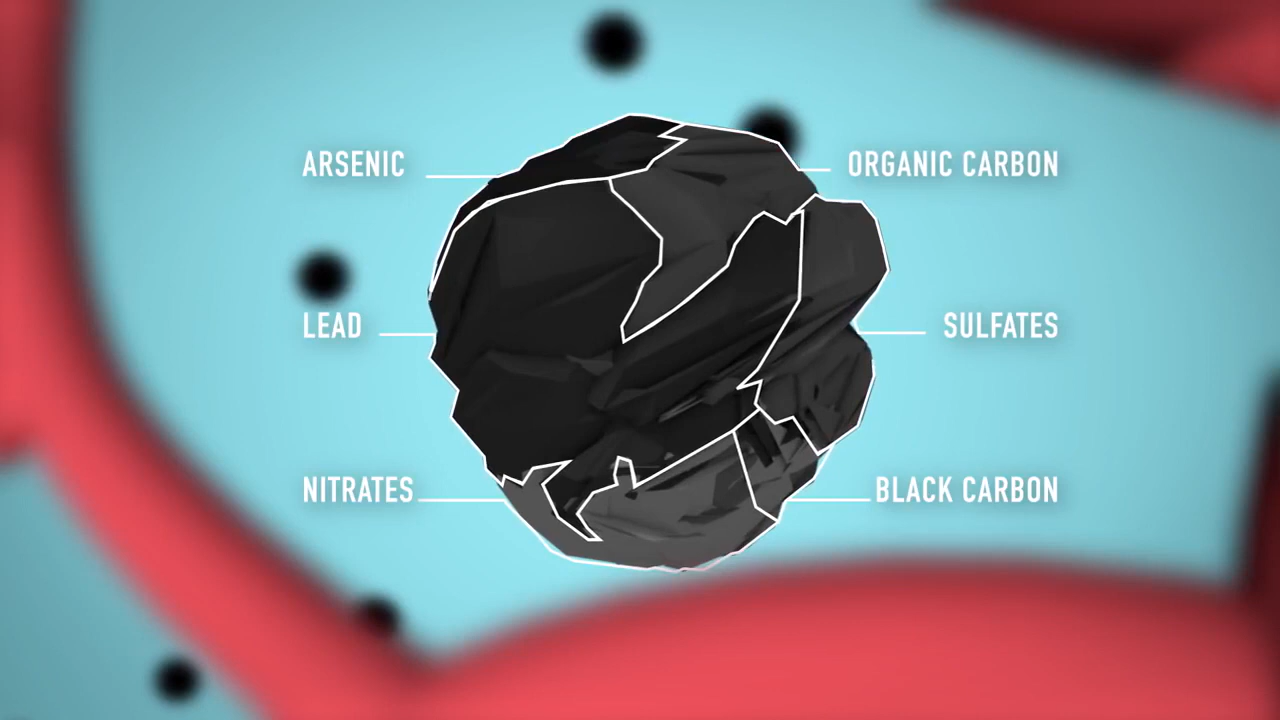 ARSENIC
ORGANIC CARBON
LEAD
SULFATES
NITRATES
BLACK CARBON